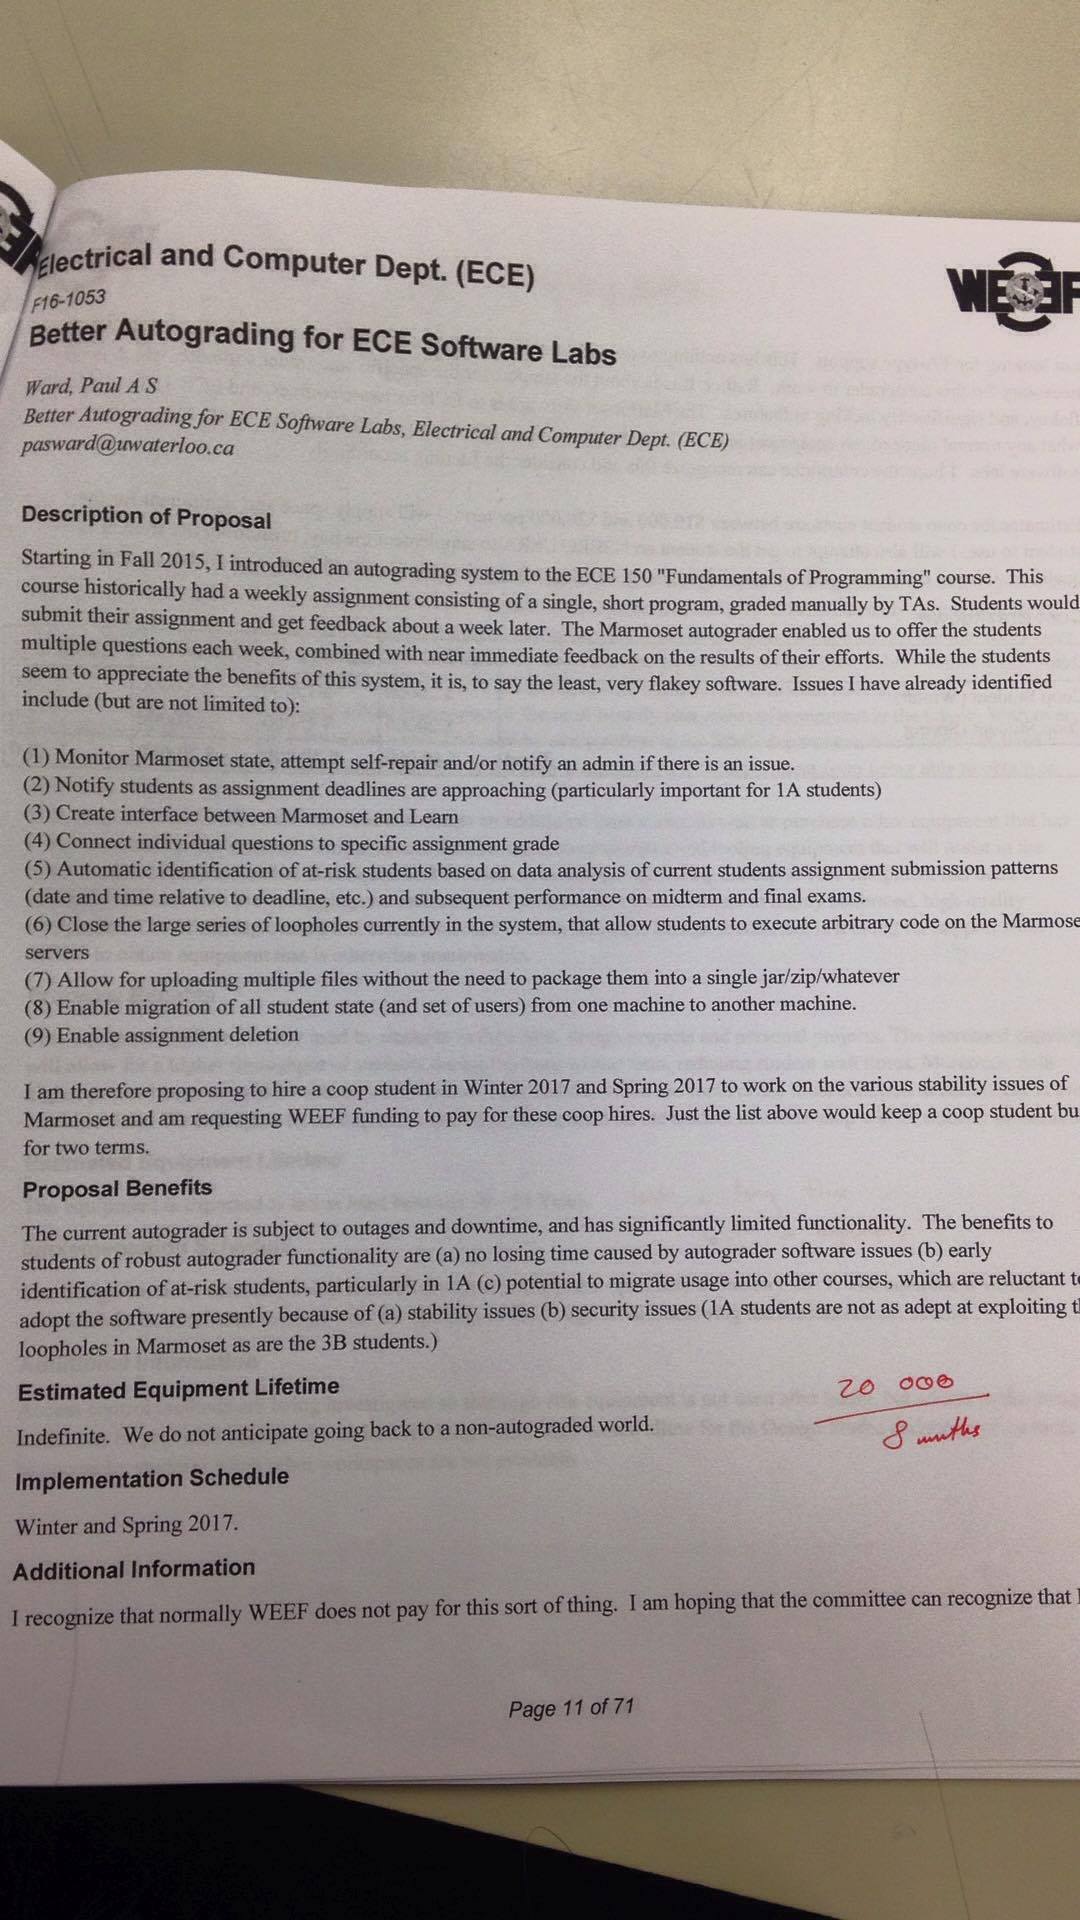 Electrical and Computer Dept. (ECE)
WEEF
F16-1053
Better Autograding for ECE Software Labs
Ward, Paul A S
Better Autograding for ECE Software Labs, Electrical and Computer Dept. (ECE)
pasward@uwaterloo.ca
Description of Proposal
Starting in Fall 2015, I introduced an autograding system to the ECE 150 "Fundamentals of Programming" course. This
course historically had a weekly assignment consisting of a single, short program, graded manually by TAs. Students would
submit their assignment and get feedback about a week later. The Marmoset autograder enabled us to offer the students
multiple questions each week, combined with near immediate feedback on the results of their efforts. While the students
seem to appreciate the benefits of this system, it is, to say the least, very flakey software. Issues I have already identified
include (but are not limited to):
(1) Monitor Marmoset state, attempt self-repair and/or notify an admin if there is an issue.
(2) Notify students as assignment deadlines are approaching (particularly important for 1A students)
(3) Create interface between Marmoset and Learn
(4) Connect individual questions to specific assignment grade
(5) Automatic identification of at-risk students based on data analysis of current students assignment submission patterns
(date and time relative to deadline, etc.) and subsequent performance on midterm and final exams.
(6) Close the large series of loopholes currently in the system, that allow students to execute arbitrary code on the Marmose
servers
(7) Allow for uploading multiple files without the need to package them into a single jar/zip/whatever
(8) Enable migration of all student state (and set of users) from one machine to another machine.
(9) Enable assignment deletion
I am therefore proposing to hire a coop student in Winter 2017 and Spring 2017 to work on the various stability issues of
Marmoset and am requesting WEEF funding to pay for these coop hires. Just the list above would keep a coop student bu
for two terms.
Proposal Benefits
The current autograder is subject to outages and downtime, and has significantly limited functionality. The benefits to
students of robust autograder functionality are (a) no losing time caused by autograder software issues (b) early
identification of at-risk students, particularly in 1A (c) potential to migrate usage into other courses, which are reluctant t
adopt the software presently because of (a) stability issues (b) security issues (1A students are not as adept at exploiting t
loopholes in Marmoset as are the 3B students.)
Estimated Equipment Lifetime
20 000
Indefinite. We do not anticipate going back to a non-autograded world.
8 months
Implementation Schedule
Winter and Spring 2017.
Additional Information
I recognize that normally WEEF does not pay for this sort of thing. I am hoping that the committee can recognize that
Page 11 of 71